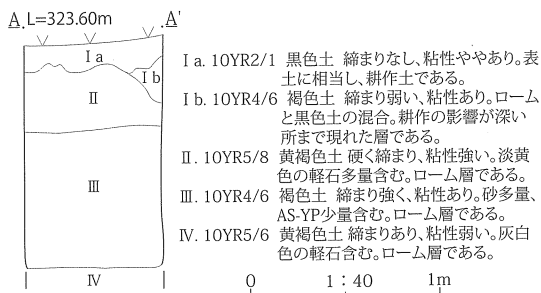 A. L=323.60m A'
Ⅰa
Ⅰb
Ⅱ
Ⅲ
Ⅳ
Ⅰa. 10YR2/1 黒色土 締まりなし、粘性ややあり。表
土に相当し、耕作土である。
Ⅰb. 10YR4/6 褐色土 締まり弱い、粘性あり。ローム
と黒色土の混合。耕作の影響が深い
所まで現れた層である。
Ⅱ. 10YR5/8 黄褐色土 硬く締まり、粘性強い。淡黄
色の軽石多量含む。ローム層である。
Ⅲ. 10YR4/6 褐色土 締まり強く、粘性あり。砂多量、
AS-YP少量含む。ローム層である。
Ⅳ. 10YR5/6 黄褐色土 締まりあり、粘性弱い。灰白
色の軽石含む。ローム層である。
0 1:40 1m